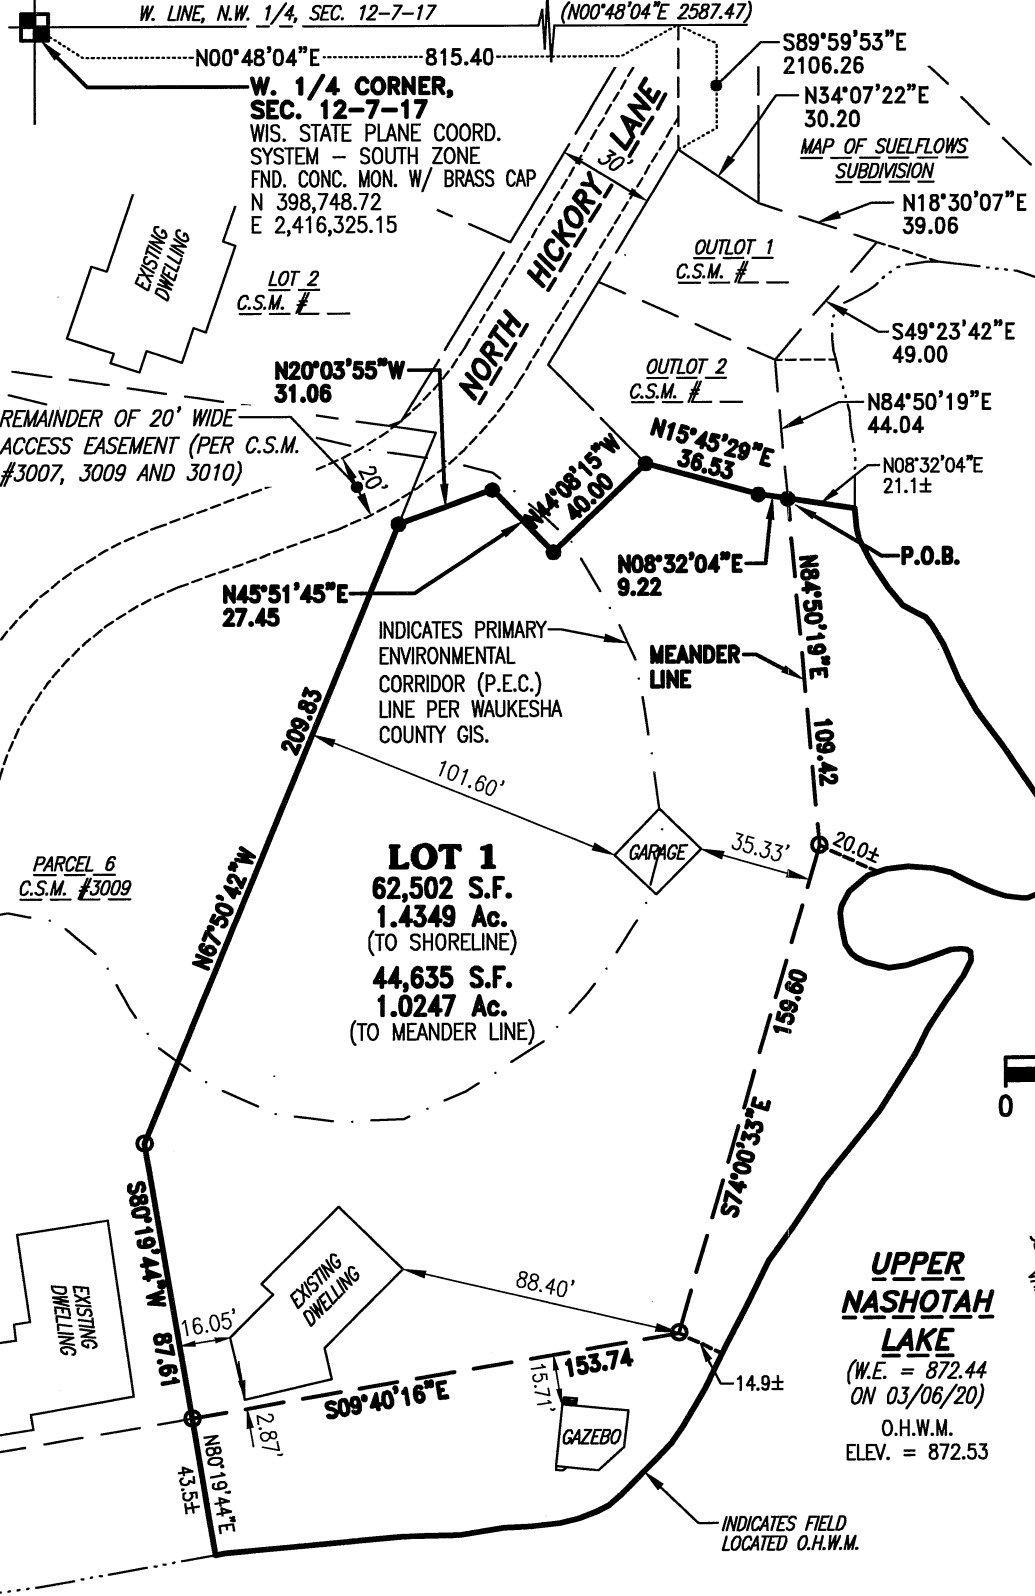 W. LINE, N.W. 1/4, SEC. 12-7-17
(N00°48'04"E 2587.47)
N00°48'04"E
815.40
S89°59'53"E
2106.26
W. 1/4 CORNER,
SEC. 12-7-17
WIS. STATE PLANE COORD.
SYSTEM - SOUTH ZONE
FND. CONC. MON. W/ BRASS CAP
N 398,748.72
E 2,416,325.15
N34°07'22"E
30.20
MAP OF SUELFLOWS
SUBDIVISION
30'
NORTH HICKORY LANE
N18°30'07"E
39.06
EXISTING
DWELLING
LOT 2
C.S.M. #
OUTLOT 1
C.S.M. #
S49°23'42"E
49.00
N20°03'55"W
31.06
OUTLOT 2
C.S.M. #
N84°50'19"E
44.04
REMAINDER OF 20' WIDE
ACCESS EASEMENT (PER C.S.M.
#3007, 3009 AND 3010)
20'
N44°08'15"W
40.00
N15°45'29"E
36.53
N08°32'04"E
21.1±
N45°51'45"E
27.45
N08°32'04"E
9.22
P.O.B.
INDICATES PRIMARY
ENVIRONMENTAL
CORRIDOR (P.E.C.)
LINE PER WAUKESHA
COUNTY GIS.
MEANDER
LINE
N84°50'19"E 109.42
N67°50'42"W 209.83
101.60'
GARAGE
35.33'
20.0±
PARCEL 6
C.S.M. #3009
LOT 1
62,502 S.F.
1.4349 Ac.
(TO SHORELINE)
44,635 S.F.
1.0247 Ac.
(TO MEANDER LINE)
S74°00'33"E 159.60
0
S80°19'44"W 87.61
EXISTING
DWELLING
EXISTING
DWELLING
16.05'
88.40'
UPPER
NASHOTAH
LAKE
(W.E. = 872.44
ON 03/06/20)
O.H.W.M.
ELEV. = 872.53
S09°40'16"E
153.74
14.9±
15.71'
2.87'
GAZEBO
N80°19'44"E
43.5±
INDICATES FIELD
LOCATED O.H.W.M.